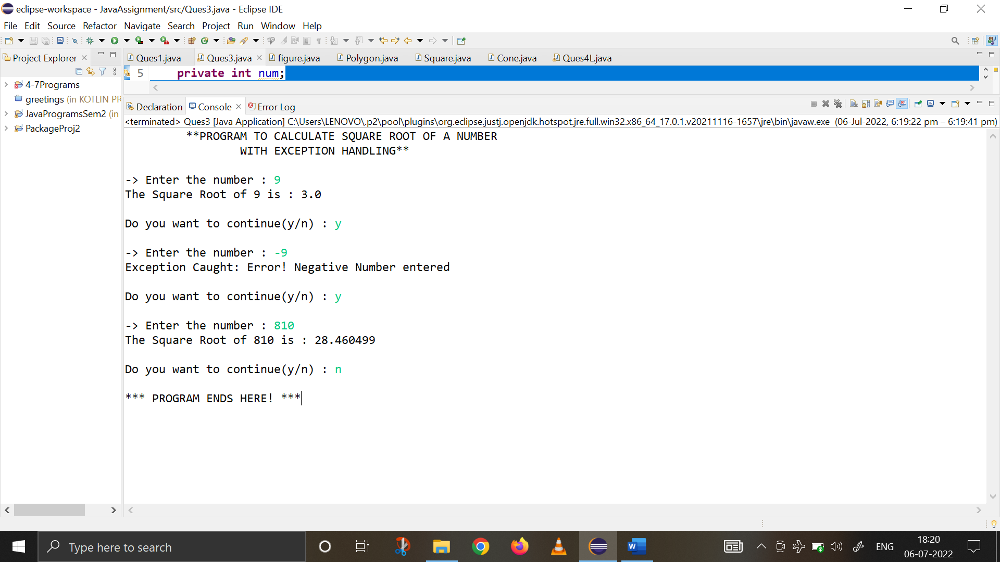 eclipse-workspace - JavaAssignment/src/Ques3.java - Eclipse IDE
File Edit Source Refactor Navigate Search Project Run Window Help
Project Explorer
Ques1.java Ques3.java figure.java Polygon.java Square.java Cone.java Ques4L.java
5 private int num;
4-7Programs
greetings (in KOTLIN PR
JavaProgramsSem2 (in
PackageProj2
Declaration Console Error Log
<terminated> Ques3 [Java Application] C:\Users\LENOVO\.p2\pool\plugins\org.eclipse.justj.openjdk.hotspot.jre.full.win32.x86_64_17.0.1.v20211116-1657\jre\bin\javaw.exe (06-Jul-2022, 6:19:22 pm – 6:19:41 pm)
**PROGRAM TO CALCULATE SQUARE ROOT OF A NUMBER
WITH EXCEPTION HANDLING**
-> Enter the number : 9
The Square Root of 9 is : 3.0
Do you want to continue(y/n) : y
-> Enter the number : -9
Exception Caught: Error! Negative Number entered
Do you want to continue(y/n) : y
-> Enter the number : 810
The Square Root of 810 is : 28.460499
Do you want to continue(y/n) : n
*** PROGRAM ENDS HERE! ***
Type here to search
ENG
18:20
06-07-2022